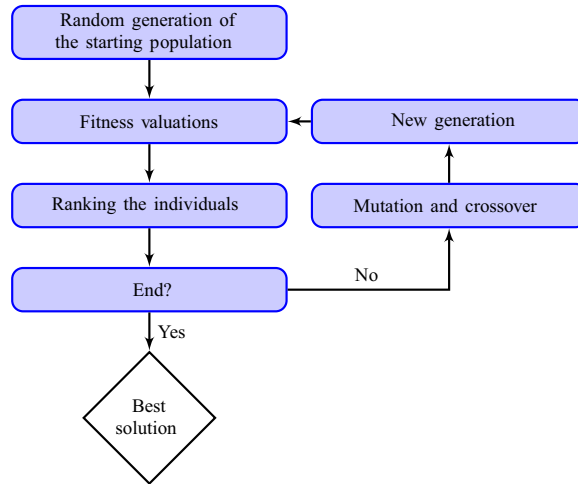 Random generation of
the starting population
Fitness valuations
New generation
Ranking the individuals
Mutation and crossover
End?
No
Yes
Best
solution